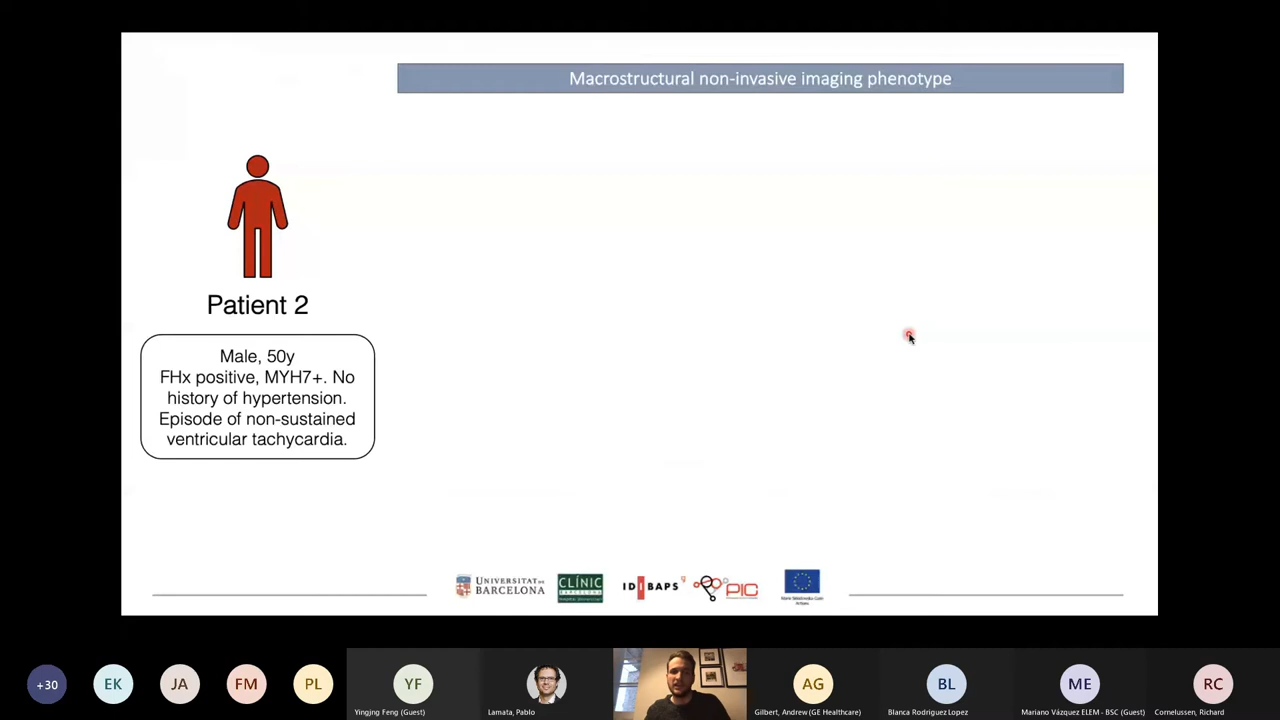 Macrostructural non-invasive imaging phenotype
Patient 2
Male, 50y
FHx positive, MYH7+. No
history of hypertension.
Episode of non-sustained
ventricular tachycardia.
UNIVERSITAT DE
BARCELONA
CLÍNIC
BARCELONA
IDIBAPS
PIC
+30
EK
JA
FM
PL
YF
AG
BL
ME
RC
Yingjng Feng (Guest)
Lamata, Pablo
Gilbert, Andrew (GE Healthcare)
Blanca Rodriguez Lopez
Mariano Vázquez ELEM - BSC (Guest)
Cornelussen, Richard